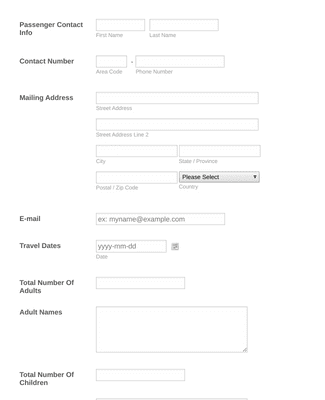 Passenger Contact
Info
First Name
Last Name
Contact Number
-
Area Code
Phone Number
Mailing Address
Street Address
Street Address Line 2
City
State / Province
Please Select
Postal / Zip Code
Country
E-mail
ex: myname@example.com
Travel Dates
yyyy-mm-dd
Date
Total Number Of
Adults
Adult Names
Total Number Of
Children